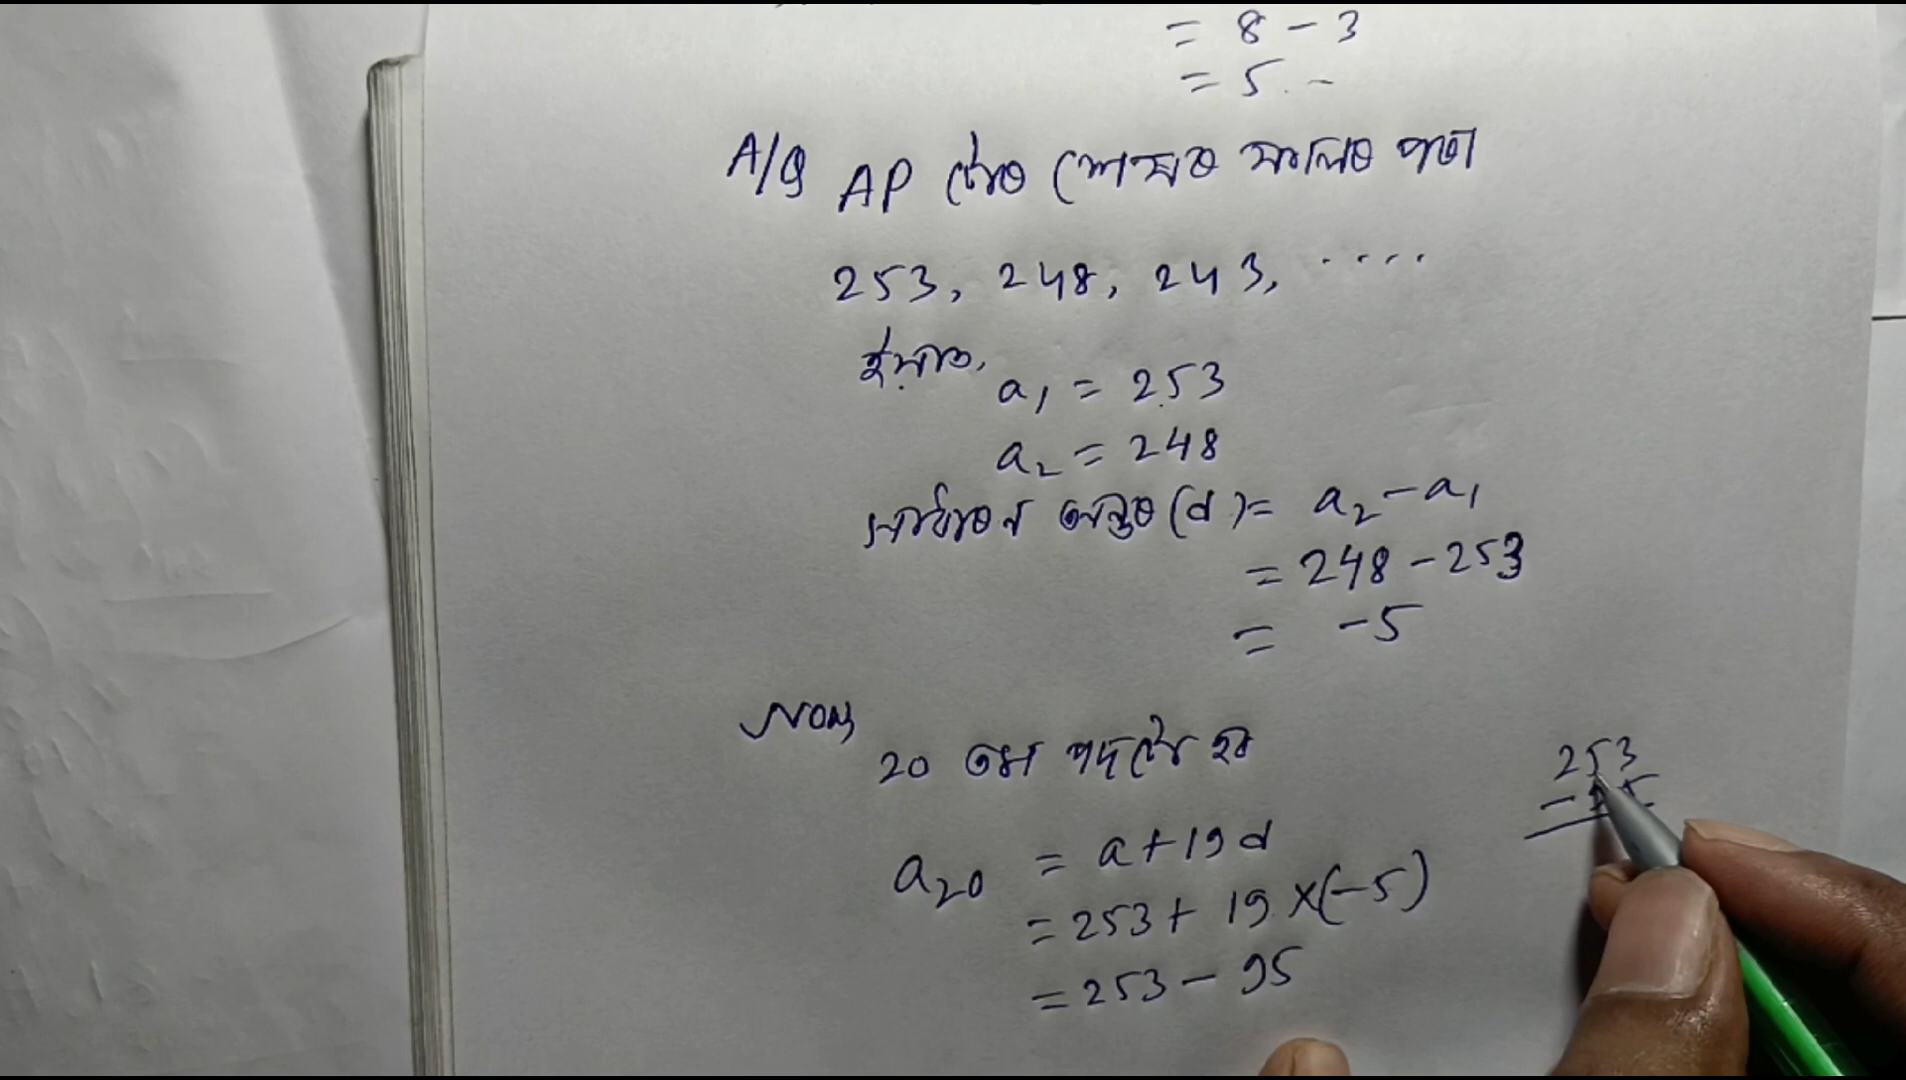 = 8 - 3
= 5
A/Q AP টোৰ শেষৰ ফালৰ পৰা
253, 248, 243, .....
ইয়াত,
a₁ = 253
a₂ = 248
সাধাৰণ অন্তৰ (d) = a₂ - a₁
= 248 - 253
= -5
Now,
20 তম পদটো হব
253
a₂₀ = a + 19d
= 253 + 19 × (-5)
= 253 - 95